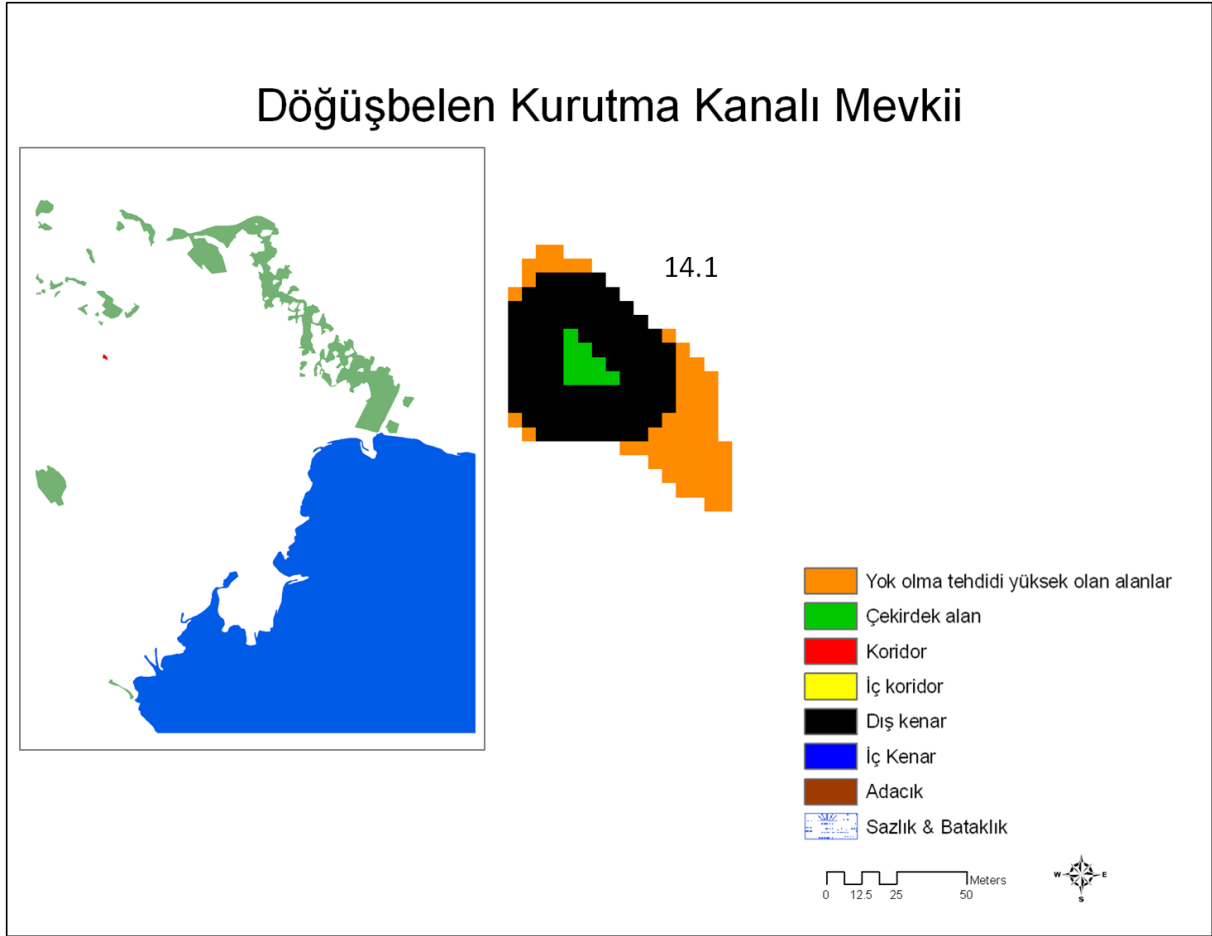 Döğüşbelen Kurutma Kanalı Mevkii
14.1
Yok olma tehdidi yüksek olan alanlar
Çekirdek alan
Koridor
İç koridor
Dış kenar
İç Kenar
Adacık
Sazlık & Bataklık
Meters
0 12.5 25 50
N
W E
S